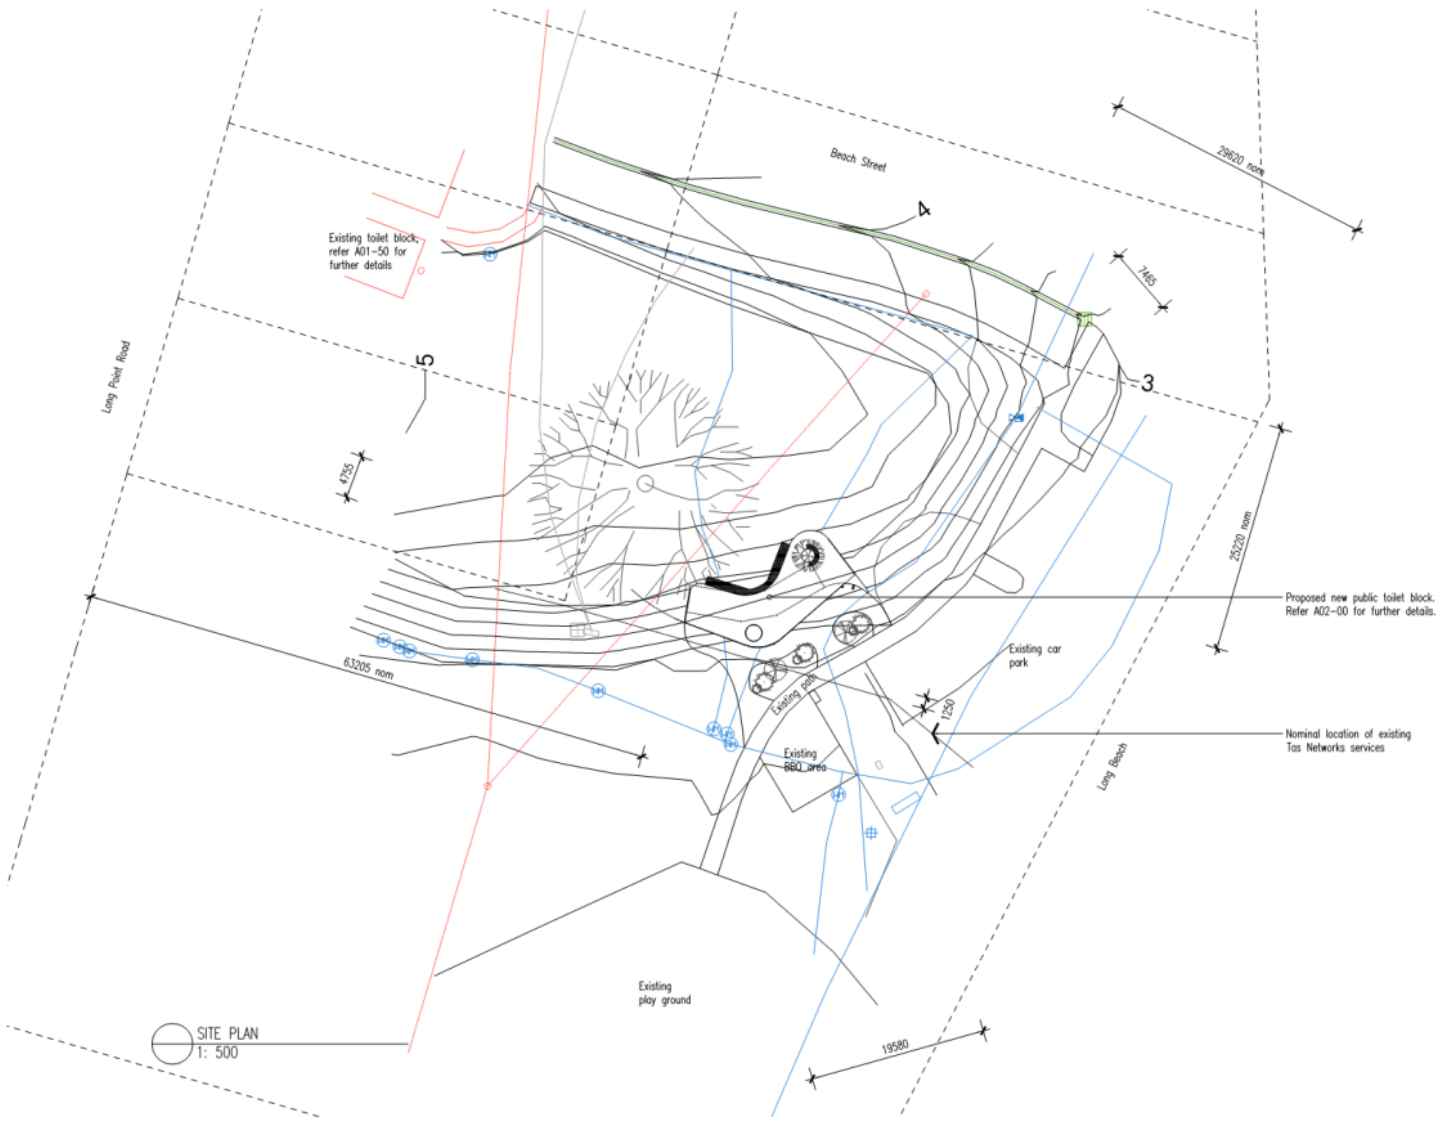 Beach Street
29620 nom
4
Existing toilet block,
refer A01-50 for
further details
7465
Long Point Road
5
3
4755
25220 nom
Proposed new public toilet block.
Refer A02-00 for further details.
63205 nom
Existing car
park
Existing path
1250
Nominal location of existing
Tas Networks services
Existing
BBQ area
Long Beach
Existing
play ground
SITE PLAN
1: 500
19580